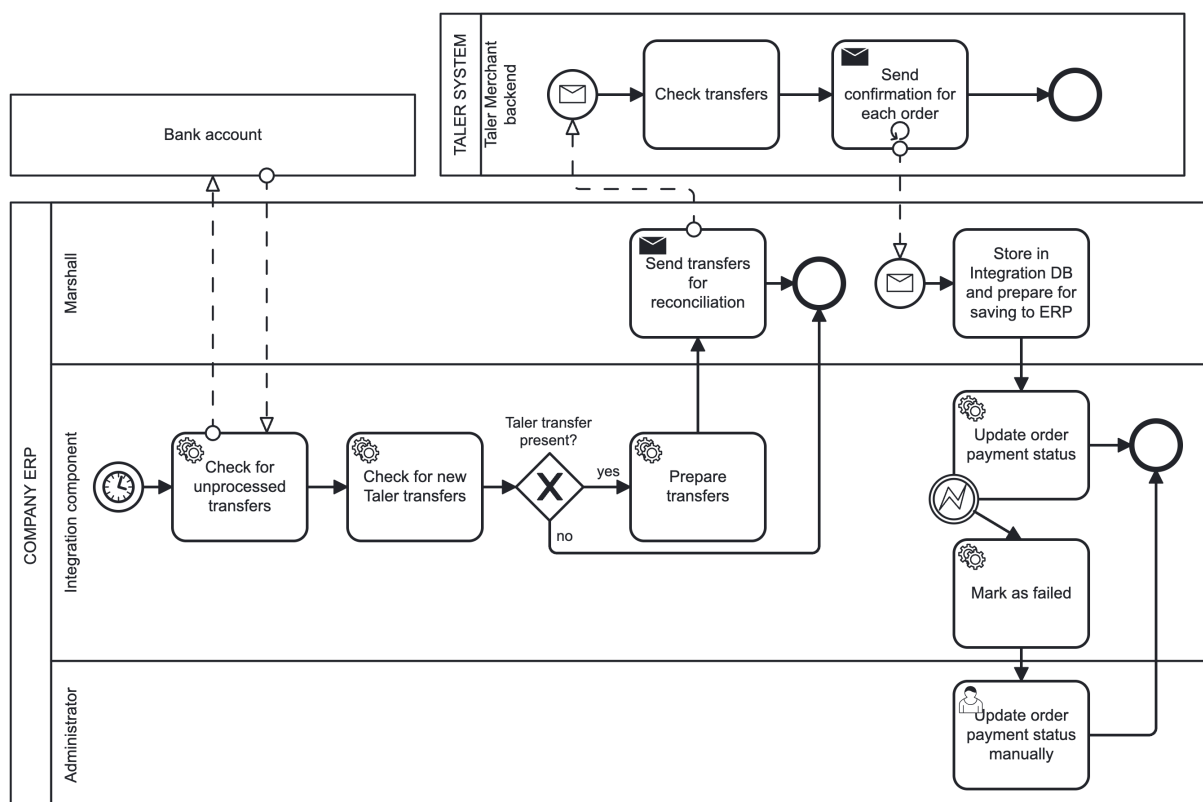 TALER SYSTEM
Taler Merchant
backend
Check transfers
Send
confirmation for
each order
Bank account
COMPANY ERP
Marshall
Send transfers
for
reconciliation
Store in
Integration DB
and prepare for
saving to ERP
Integration component
Check for
unprocessed
transfers
Check for new
Taler transfers
Taler transfer
present?
yes
no
Prepare
transfers
Update order
payment status
Mark as failed
Administrator
Update order
payment status
manually